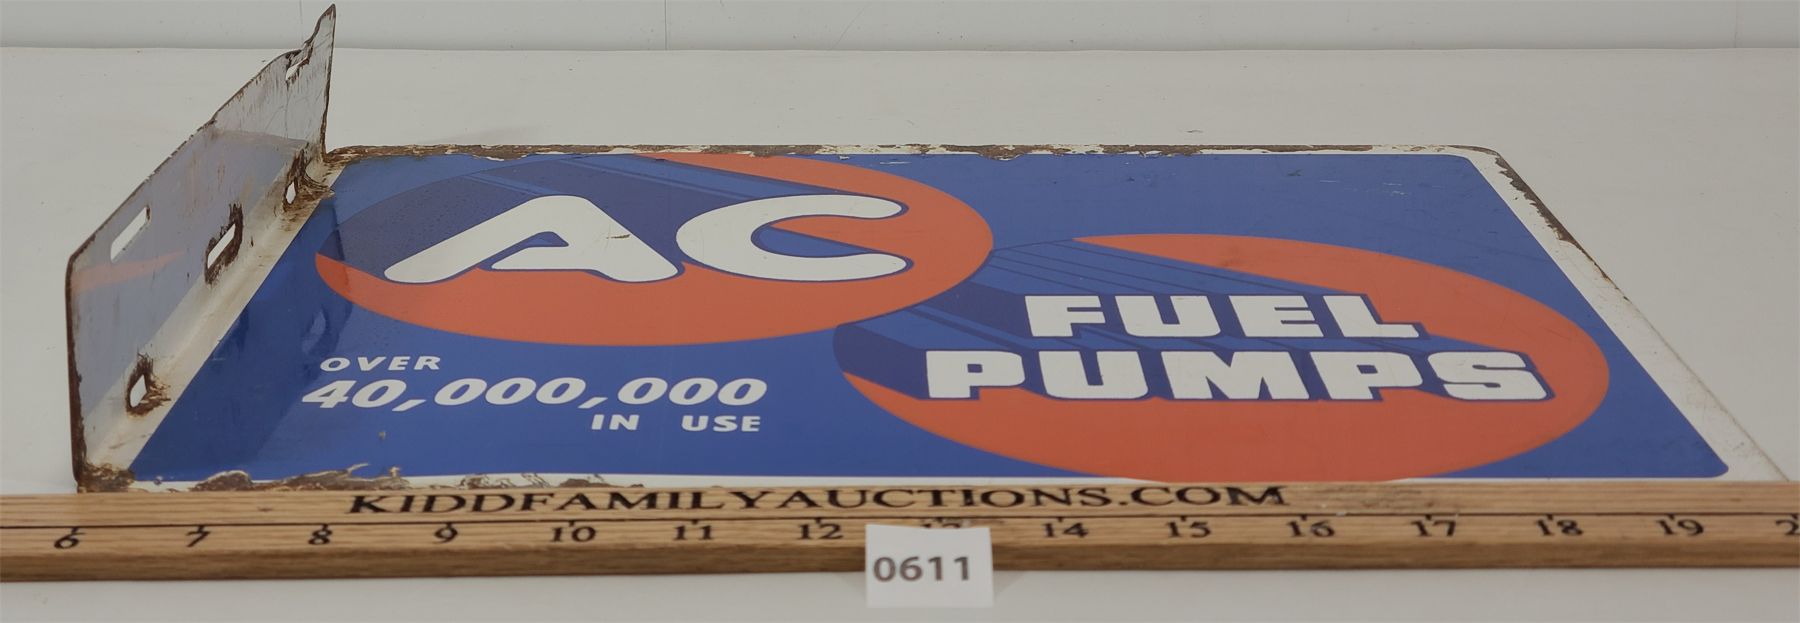 AC
FUEL
PUMPS
OVER
40,000,000
IN USE
KIDDFAMILYAUCTIONS.COM
6 7 8 9 10 11 12 13 14 15 16 17 18 19
0611